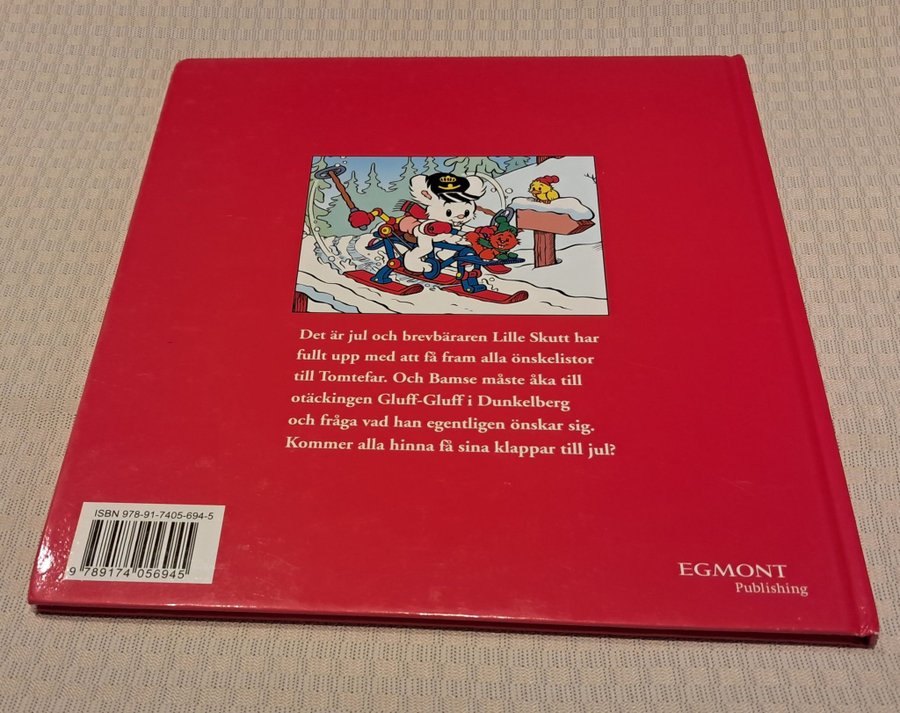 Det är jul och brevbäraren Lille Skutt har
fullt upp med att få fram alla önskelistor
till Tomtefar. Och Bamse måste åka till
otäckingen Gluff-Gluff i Dunkelberg
och fråga vad han egentligen önskar sig.
Kommer alla hinna få sina klappar till jul?
ISBN 978-91-7405-694-5
9 789174 056945
EGMONT
Publishing